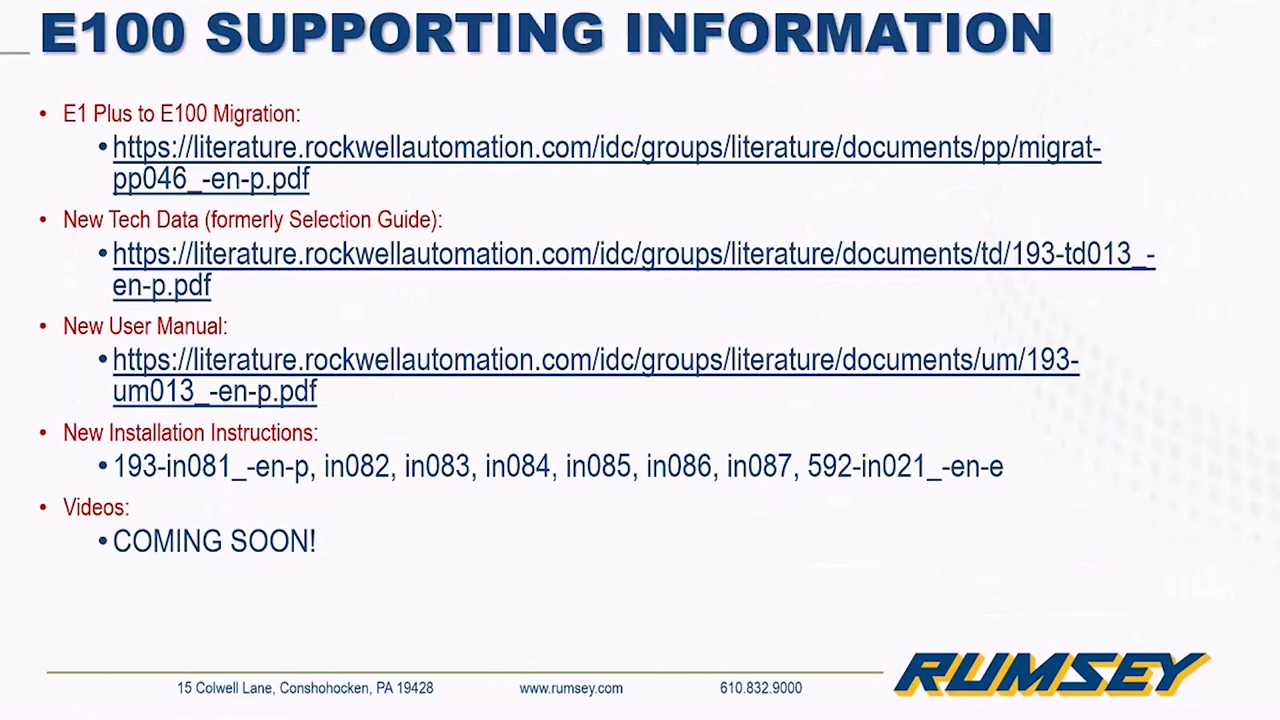 E100 SUPPORTING INFORMATION
• E1 Plus to E100 Migration:
• https://literature.rockwellautomation.com/idc/groups/literature/documents/pp/migrat-
pp046_-en-p.pdf
• New Tech Data (formerly Selection Guide):
• https://literature.rockwellautomation.com/idc/groups/literature/documents/td/193-td013_-
en-p.pdf
• New User Manual:
• https://literature.rockwellautomation.com/idc/groups/literature/documents/um/193-
um013_-en-p.pdf
• New Installation Instructions:
• 193-in081_-en-p, in082, in083, in084, in085, in086, in087, 592-in021_-en-e
• Videos:
• COMING SOON!
15 Colwell Lane, Conshohocken, PA 19428 www.rumsey.com 610.832.9000
RUMSEY